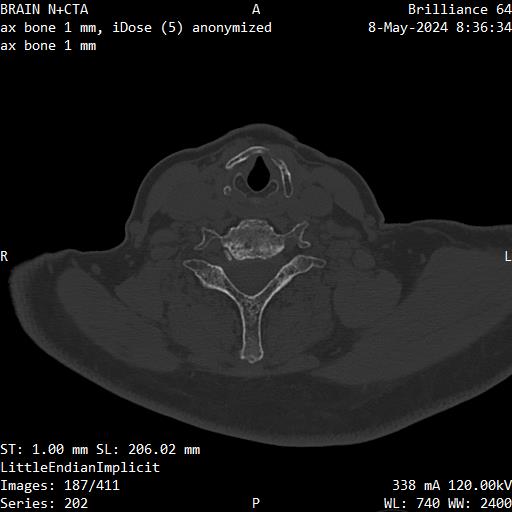 BRAIN N+CTA
A
Brilliance 64
ax bone 1 mm, iDose (5) anonymized
8-May-2024 8:36:34
ax bone 1 mm
R
L
ST: 1.00 mm SL: 206.02 mm
LittleEndianImplicit
Images: 187/411
338 mA 120.00kV
Series: 202
P
WL: 740 WW: 2400